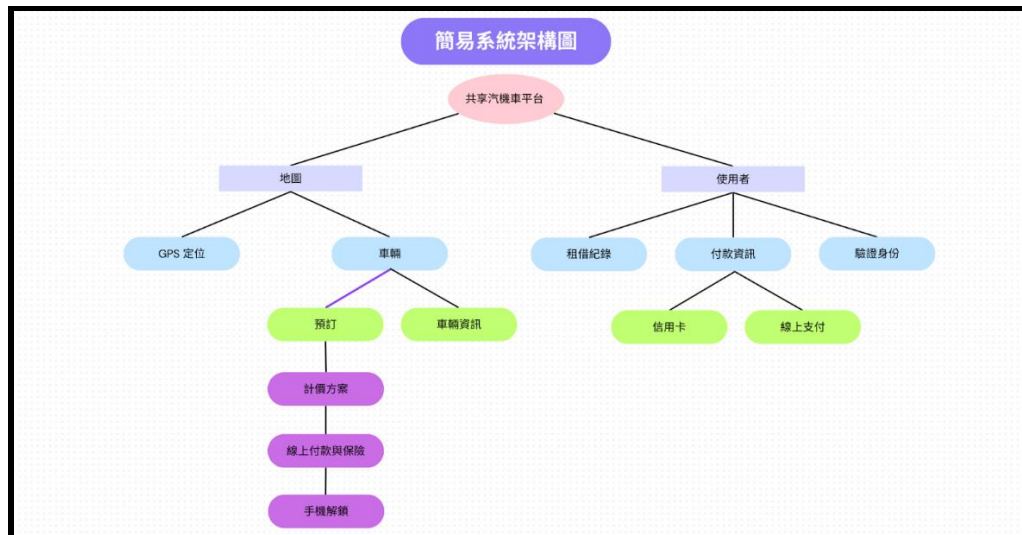 簡易系統架構圖
共享汽機車平台
地圖
使用者
GPS 定位
車輛
租借紀錄
付款資訊
驗證身份
預訂
車輛資訊
信用卡
線上支付
計價方案
線上付款與保險
手機解鎖